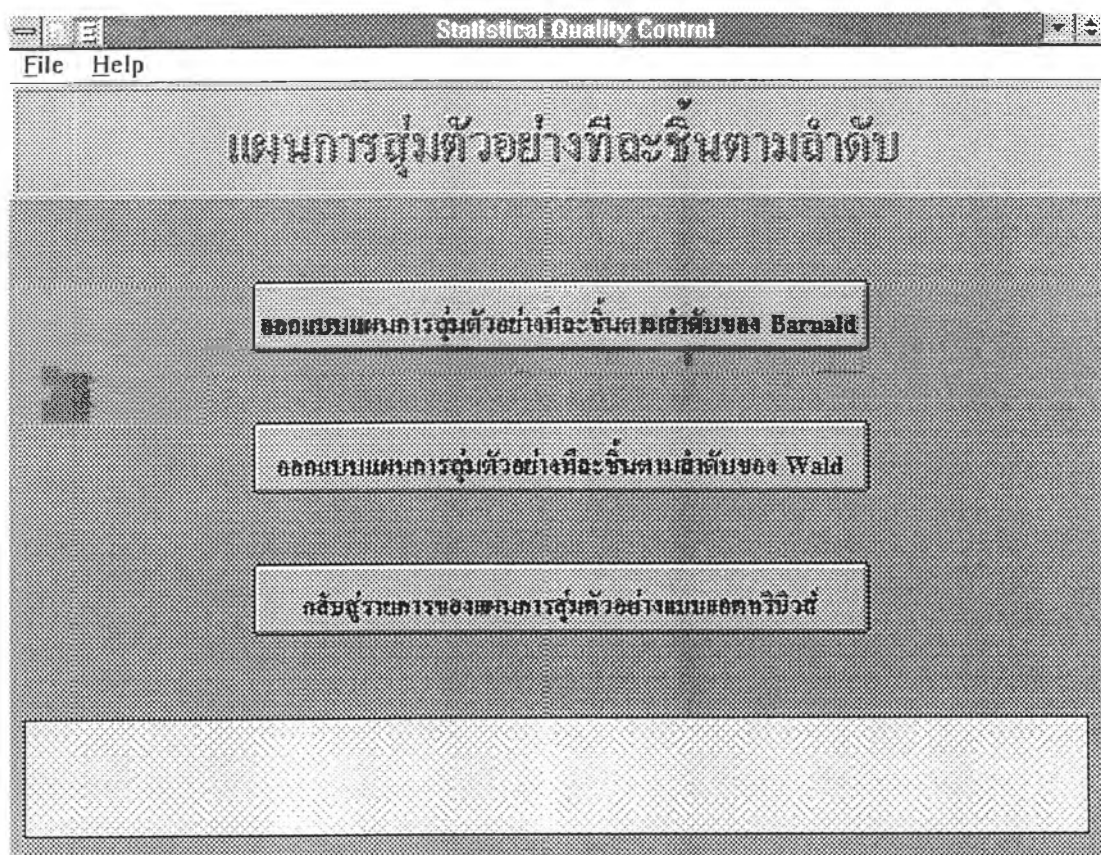 Statistical Quality Control
File Help
แผนการสุ่มตัวอย่างทีละชิ้นตามลำดับ
ออกแบบแผนการสุ่มตัวอย่างทีละชิ้นตามลำดับของ Barnald
ออกแบบแผนการสุ่มตัวอย่างทีละชิ้นตามลำดับของ Wald
กลับสู่รายการของแผนการสุ่มตัวอย่างแบบแอตทริบิวส์